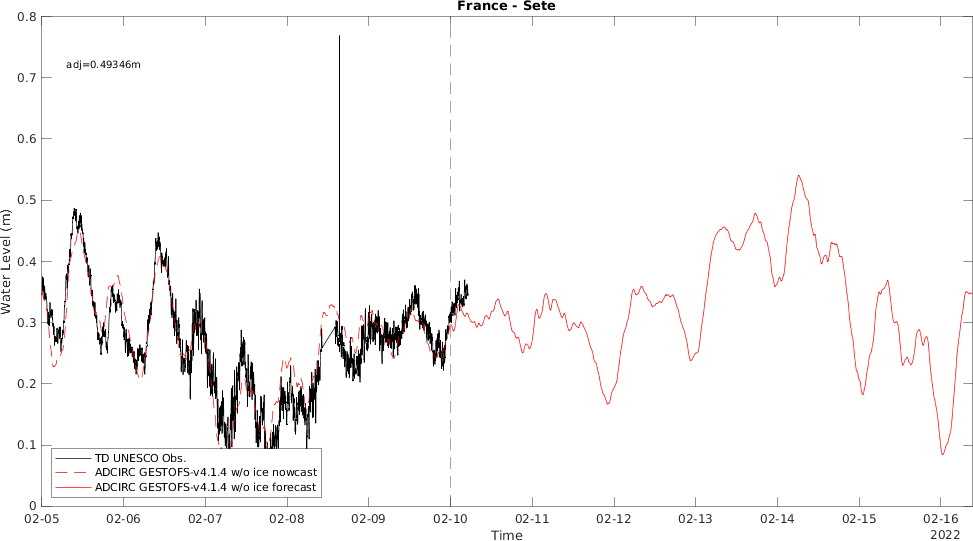 France - Sete
0.8
0.7
0.6
0.5
0.4
0.3
0.2
0.1
0
Water Level (m)
adj=0.49346m
TD UNESCO Obs.
ADCIRC GESTOFS-v4.1.4 w/o ice nowcast
ADCIRC GESTOFS-v4.1.4 w/o ice forecast
02-05 02-06 02-07 02-08 02-09 02-10 02-11 02-12 02-13 02-14 02-15 02-16
2022
Time